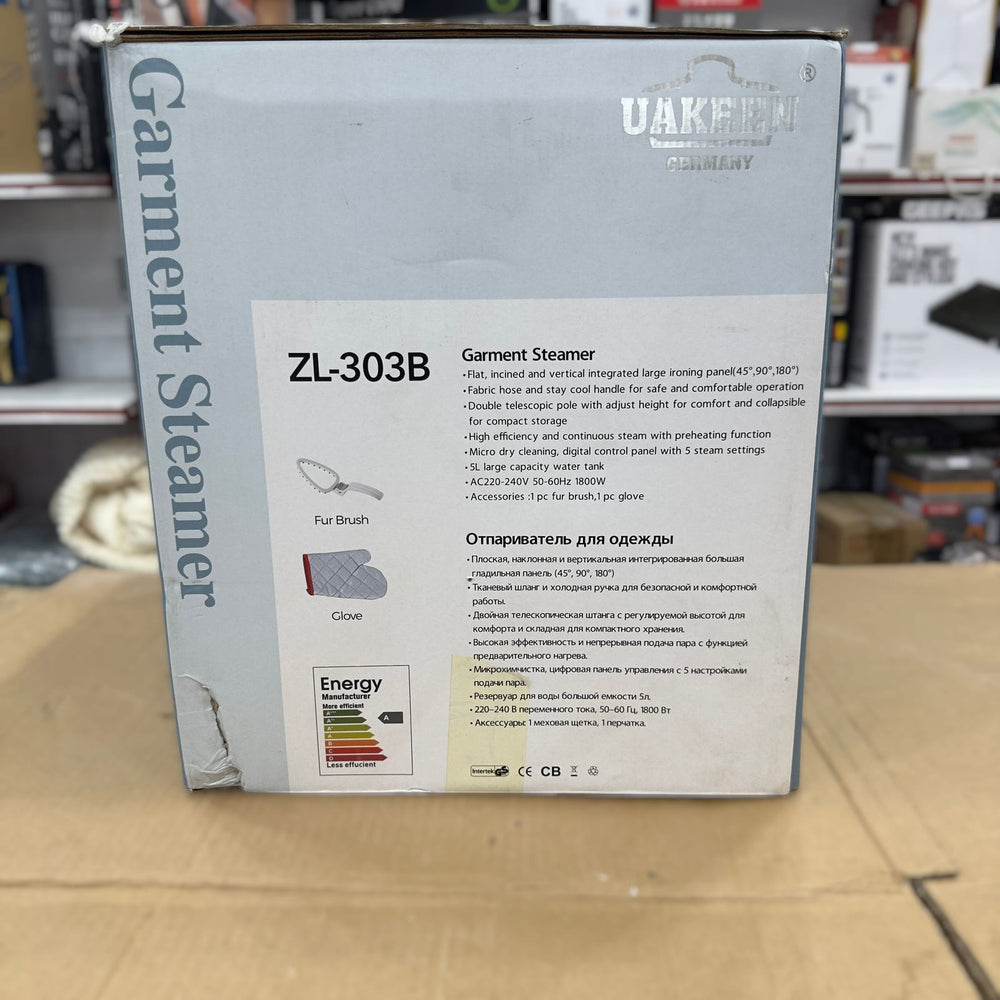 Garment Steamer
UAKEEN
®
GERMANY
ZL-303B
Garment Steamer
•Flat, incined and vertical integrated large ironing panel(45°,90°,180°)
•Fabric hose and stay cool handle for safe and comfortable operation
•Double telescopic pole with adjust height for comfort and collapsible
for compact storage
•High efficiency and continuous steam with preheating function
•Micro dry cleaning, digital control panel with 5 steam settings
•5L large capacity water tank
•AC220-240V 50-60Hz 1800W
•Accessories :1 pc fur brush,1 pc glove
Fur Brush
Glove
Отпариватель для одежды
•Плоская, наклонная и вертикальная интегрированная большая
гладильная панель (45°, 90°, 180°)
•Тканевый шланг и холодная ручка для безопасной и комфортной
работы.
•Двойная телескопическая штанга с регулируемой высотой для
комфорта и складная для компактного хранения.
•Высокая эффективность и непрерывная подача пара с функцией
предварительного нагрева.
•Микрохимчистка, цифровая панель управления с 5 настройками
подачи пара.
•Резервуар для воды большой емкости 5л.
•220–240 В переменного тока, 50–60 Гц, 1800 Вт
•Аксессуары: 1 меховая щетка, 1 перчатка.
Energy
Manufacturer
More efficient
A+++
A++
A+
A
B
C
D
A
Less effucient
Intertek GS CE CB
GEEPAS